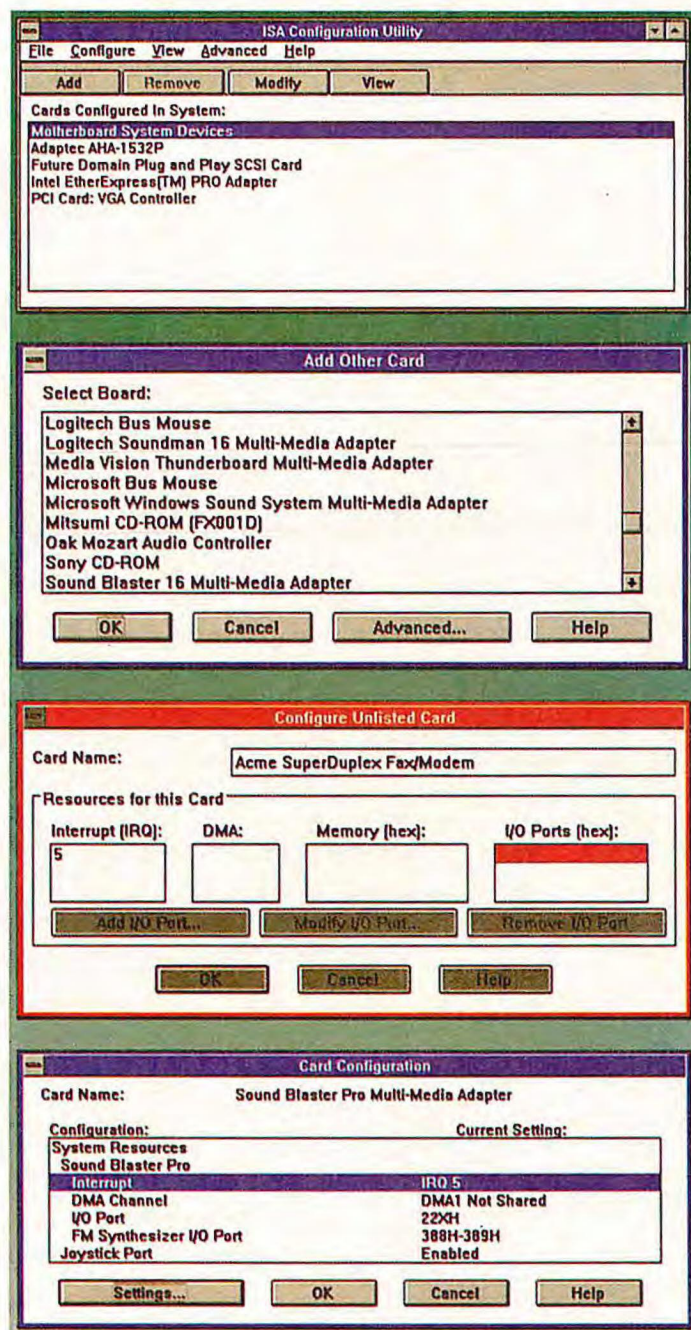 ISA Configuration Utility
File Configure View Advanced Help
Add Remove Modify View
Cards Configured In System:
Motherboard System Devices
Adaptec AHA-1532P
Future Domain Plug and Play SCSI Card
Intel EtherExpress(TM) PRO Adapter
PCI Card: VGA Controller
Add Other Card
Select Board:
Logitech Bus Mouse
Logitech Soundman 16 Multi-Media Adapter
Media Vision Thunderboard Multi-Media Adapter
Microsoft Bus Mouse
Microsoft Windows Sound System Multi-Media Adapter
Mitsumi CD-ROM (FX001D)
Oak Mozart Audio Controller
Sony CD-ROM
Sound Blaster 16 Multi-Media Adapter
OK Cancel Advanced... Help
Configure Unlisted Card
Card Name: Acme SuperDuplex Fax/Modem
Resources for this Card
Interrupt (IRQ): DMA: Memory (hex): I/O Ports (hex):
5
Add I/O Port... Modify I/O Port... Remove I/O Port
OK Cancel Help
Card Configuration
Card Name: Sound Blaster Pro Multi-Media Adapter
Configuration: Current Setting:
System Resources
Sound Blaster Pro
Interrupt IRQ 5
DMA Channel DMA1 Not Shared
I/O Port 22XH
FM Synthesizer I/O Port 388H-389H
Joystick Port Enabled
Settings... OK Cancel Help